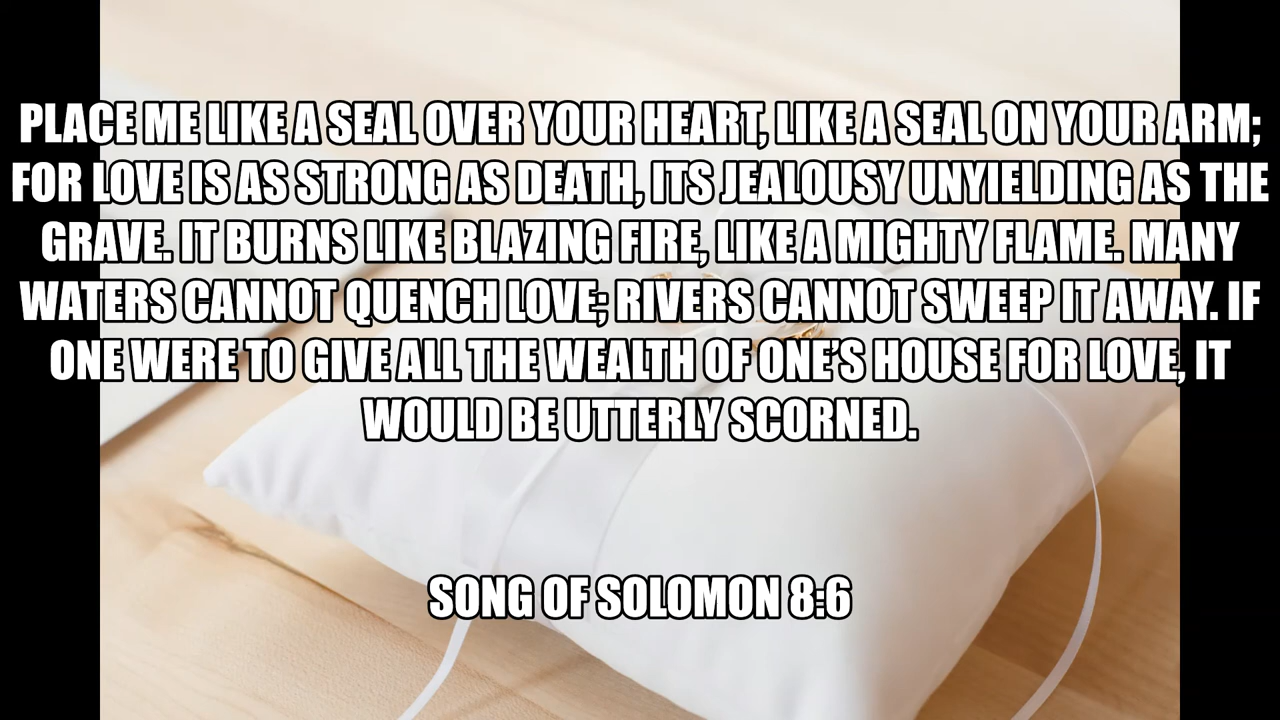 PLACE ME LIKE A SEAL OVER YOUR HEART, LIKE A SEAL ON YOUR ARM;
FOR LOVE IS AS STRONG AS DEATH, ITS JEALOUSY UNYIELDING AS THE
GRAVE. IT BURNS LIKE BLAZING FIRE, LIKE A MIGHTY FLAME. MANY
WATERS CANNOT QUENCH LOVE; RIVERS CANNOT SWEEP IT AWAY. IF
ONE WERE TO GIVE ALL THE WEALTH OF ONE'S HOUSE FOR LOVE, IT
WOULD BE UTTERLY SCORNED.
SONG OF SOLOMON 8:6